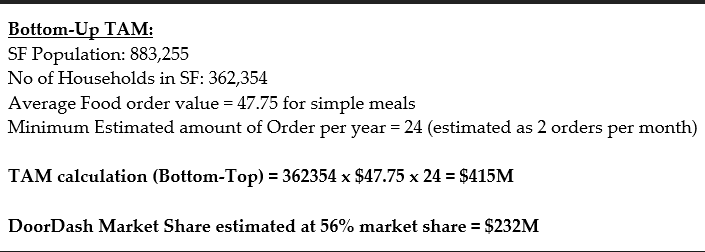 Bottom-Up TAM:
SF Population: 883,255
No of Households in SF: 362,354
Average Food order value = 47.75 for simple meals
Minimum Estimated amount of Order per year = 24 (estimated as 2 orders per month)
TAM calculation (Bottom-Top) = 362354 x $47.75 x 24 = $415M
DoorDash Market Share estimated at 56% market share = $232M